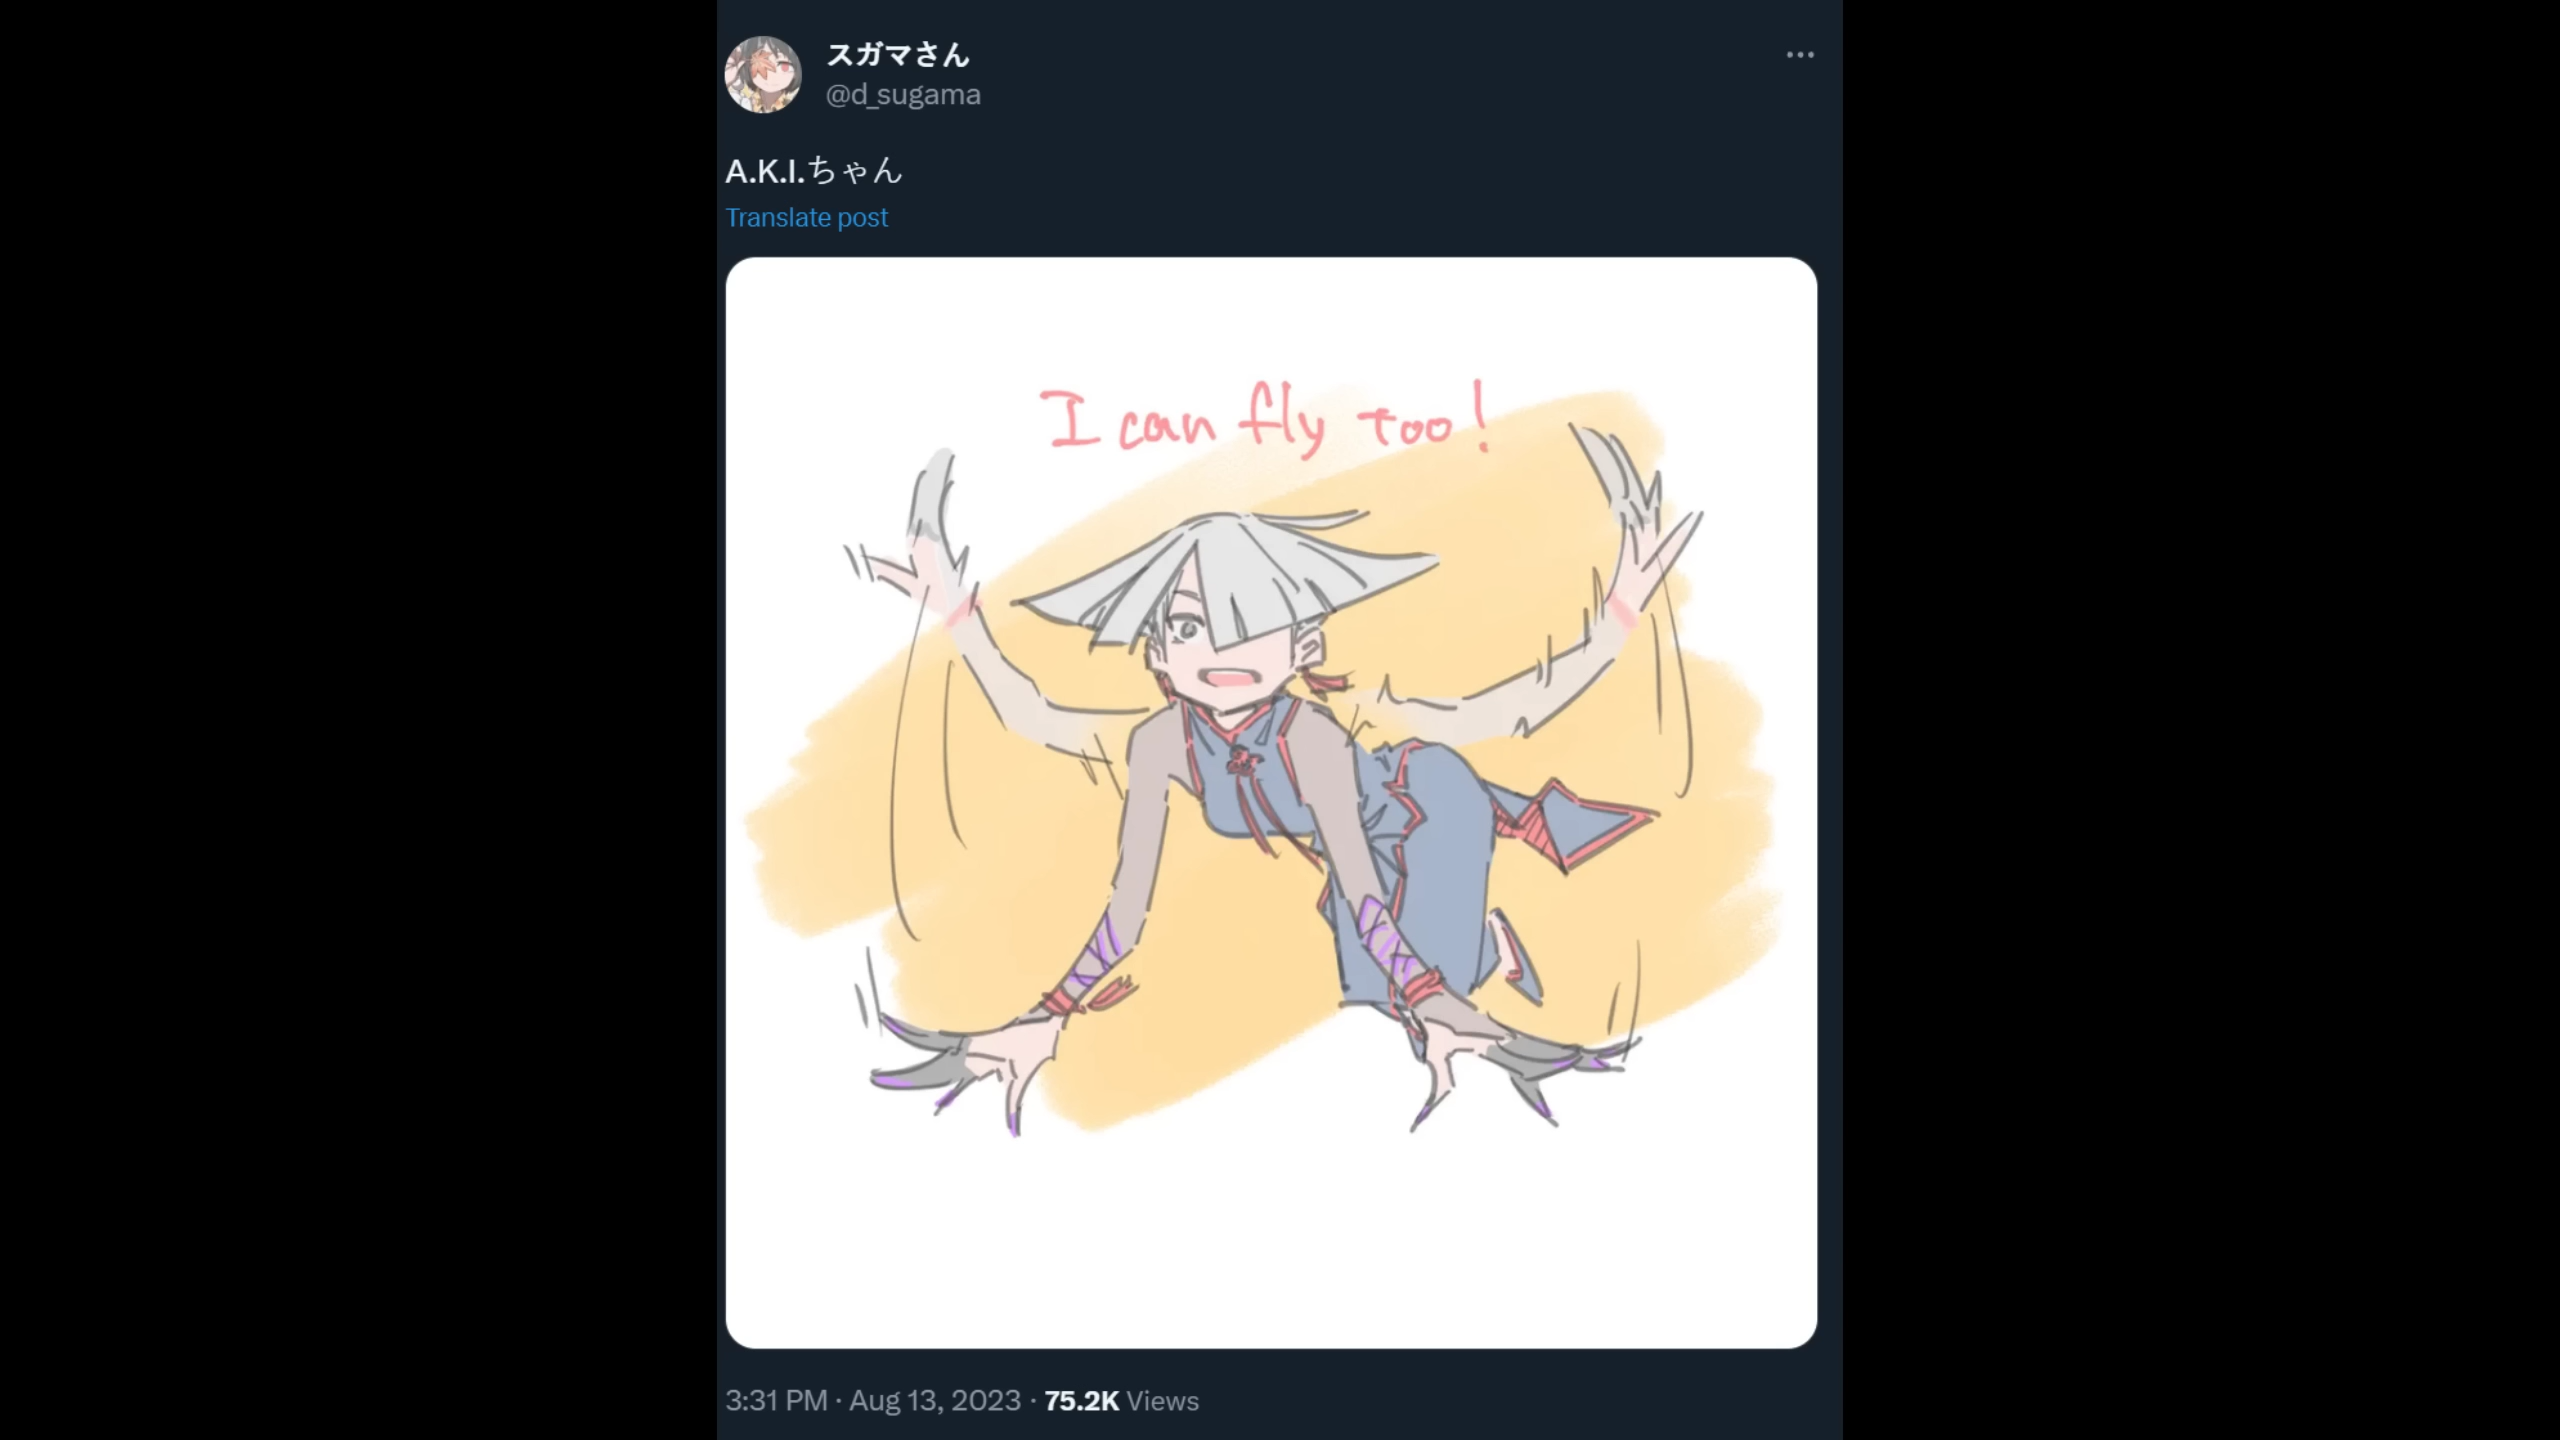 スガマさん
@d_sugama
A.K.I.ちゃん
Translate post
I can fly too!
3:31 PM · Aug 13, 2023 · 75.2K Views